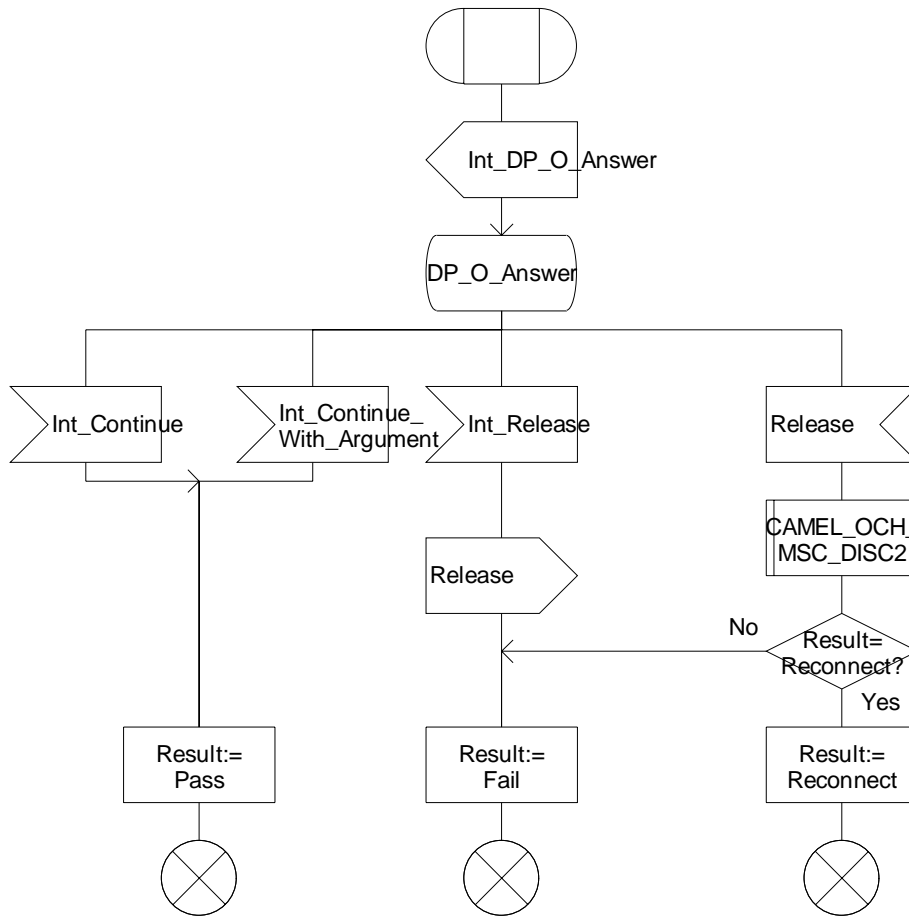 Int_DP_O_Answer
DP_O_Answer
Int_Continue
Int_Continue_
With_Argument
Int_Release
Release
CAMEL_OCH_
MSC_DISC2
Release
No
Result=
Reconnect?
Yes
Result:=
Pass
Result:=
Fail
Result:=
Reconnect